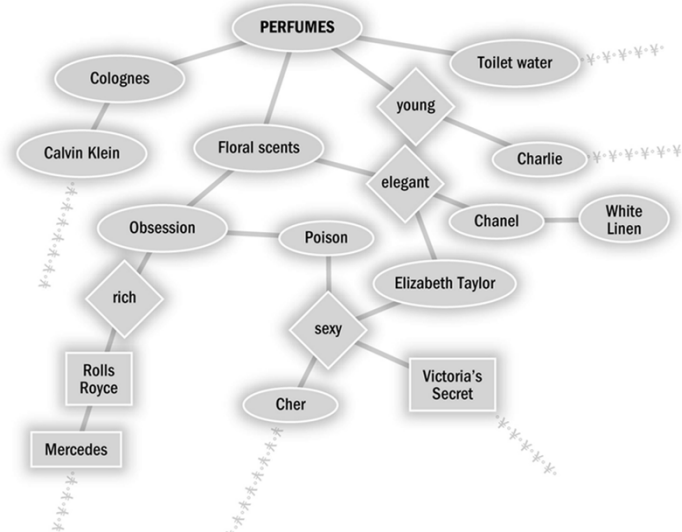 PERFUMES
Toilet water
Colognes
young
Calvin Klein
Floral scents
Charlie
elegant
Obsession
Poison
Chanel
White
Linen
Elizabeth Taylor
rich
sexy
Rolls
Royce
Victoria's
Secret
Cher
Mercedes